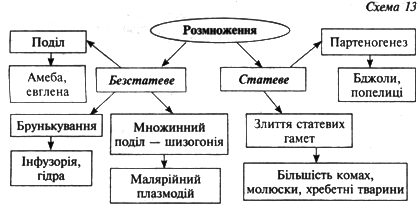 Схема 13
Розмноження
Поділ
Партеногенез
Безстатеве
Статеве
Амеба,
евглена
Бджоли,
попелиці
Брунькування
Множинний
поділ — шизогонія
Злиття статевих
гамет
Інфузорія,
гідра
Малярійний
плазмодій
Більшість комах,
молюски, хребетні тварини